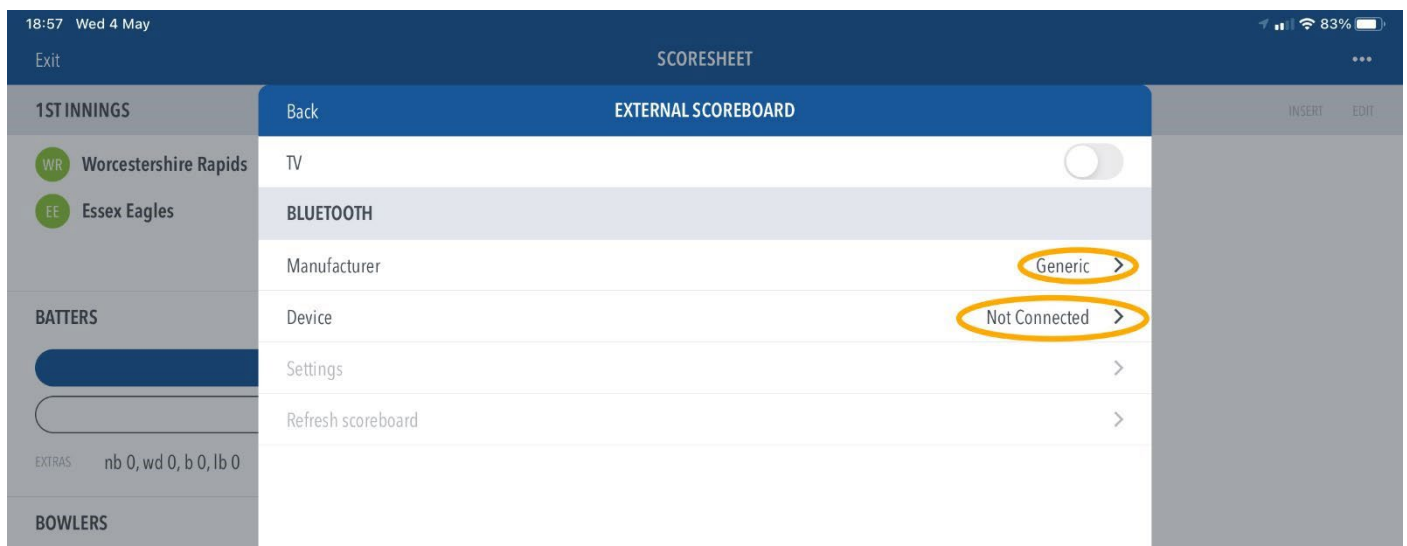 18:57 Wed 4 May
83%
Exit
SCORESHEET
1ST INNINGS
Back
EXTERNAL SCOREBOARD
INSERT EDIT
WR Worcestershire Rapids
TV
EE Essex Eagles
BLUETOOTH
Manufacturer
Generic
BATTERS
Device
Not Connected
Settings
Refresh scoreboard
EXTRAS nb 0, wd 0, b 0, lb 0
BOWLERS